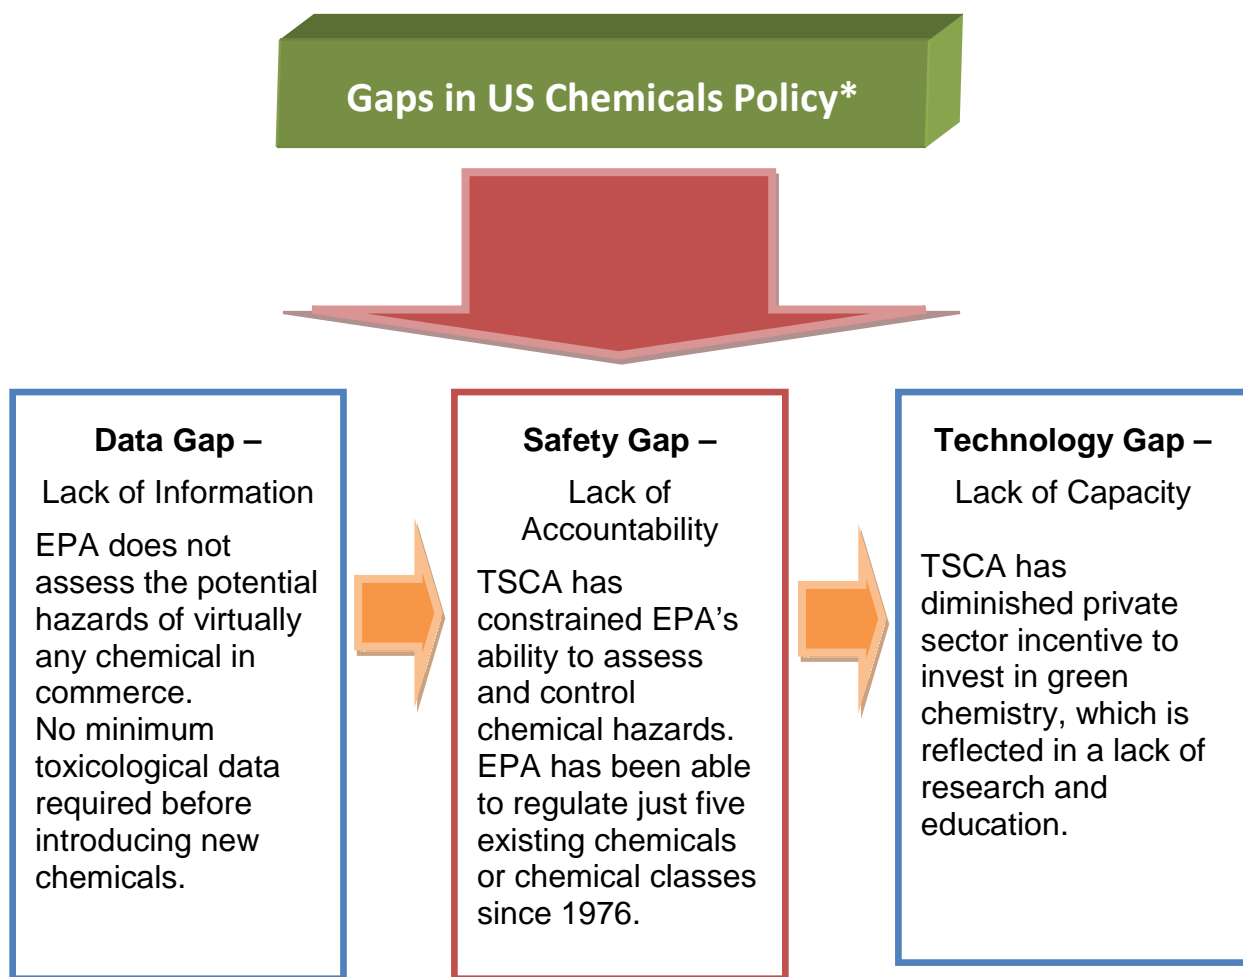 Gaps in US Chemicals Policy*
Data Gap –
Lack of Information
EPA does not
assess the potential
hazards of virtually
any chemical in
commerce.
No minimum
toxicological data
required before
introducing new
chemicals.
Safety Gap –
Lack of
Accountability
TSCA has
constrained EPA’s
ability to assess
and control
chemical hazards.
EPA has been able
to regulate just five
existing chemicals
or chemical classes
since 1976.
Technology Gap –
Lack of Capacity
TSCA has
diminished private
sector incentive to
invest in green
chemistry, which is
reflected in a lack of
research and
education.